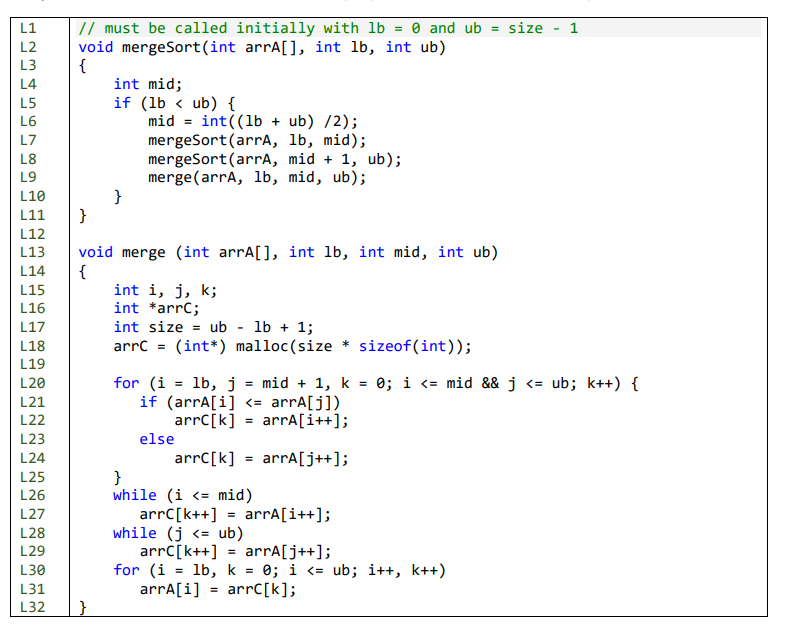 L1 // must be called initially with lb = 0 and ub = size - 1
L2 void mergeSort(int arrA[], int lb, int ub)
L3 {
L4 int mid;
L5 if (lb < ub) {
L6 mid = int((lb + ub) /2);
L7 mergeSort(arrA, lb, mid);
L8 mergeSort(arrA, mid + 1, ub);
L9 merge(arrA, lb, mid, ub);
L10 }
L11 }
L12
L13 void merge (int arrA[], int lb, int mid, int ub)
L14 {
L15 int i, j, k;
L16 int *arrC;
L17 int size = ub - lb + 1;
L18 arrC = (int*) malloc(size * sizeof(int));
L19
L20 for (i = lb, j = mid + 1, k = 0; i <= mid && j <= ub; k++) {
L21 if (arrA[i] <= arrA[j])
L22 arrC[k] = arrA[i++];
L23 else
L24 arrC[k] = arrA[j++];
L25 }
L26 while (i <= mid)
L27 arrC[k++] = arrA[i++];
L28 while (j <= ub)
L29 arrC[k++] = arrA[j++];
L30 for (i = lb, k = 0; i <= ub; i++, k++)
L31 arrA[i] = arrC[k];
L32 }